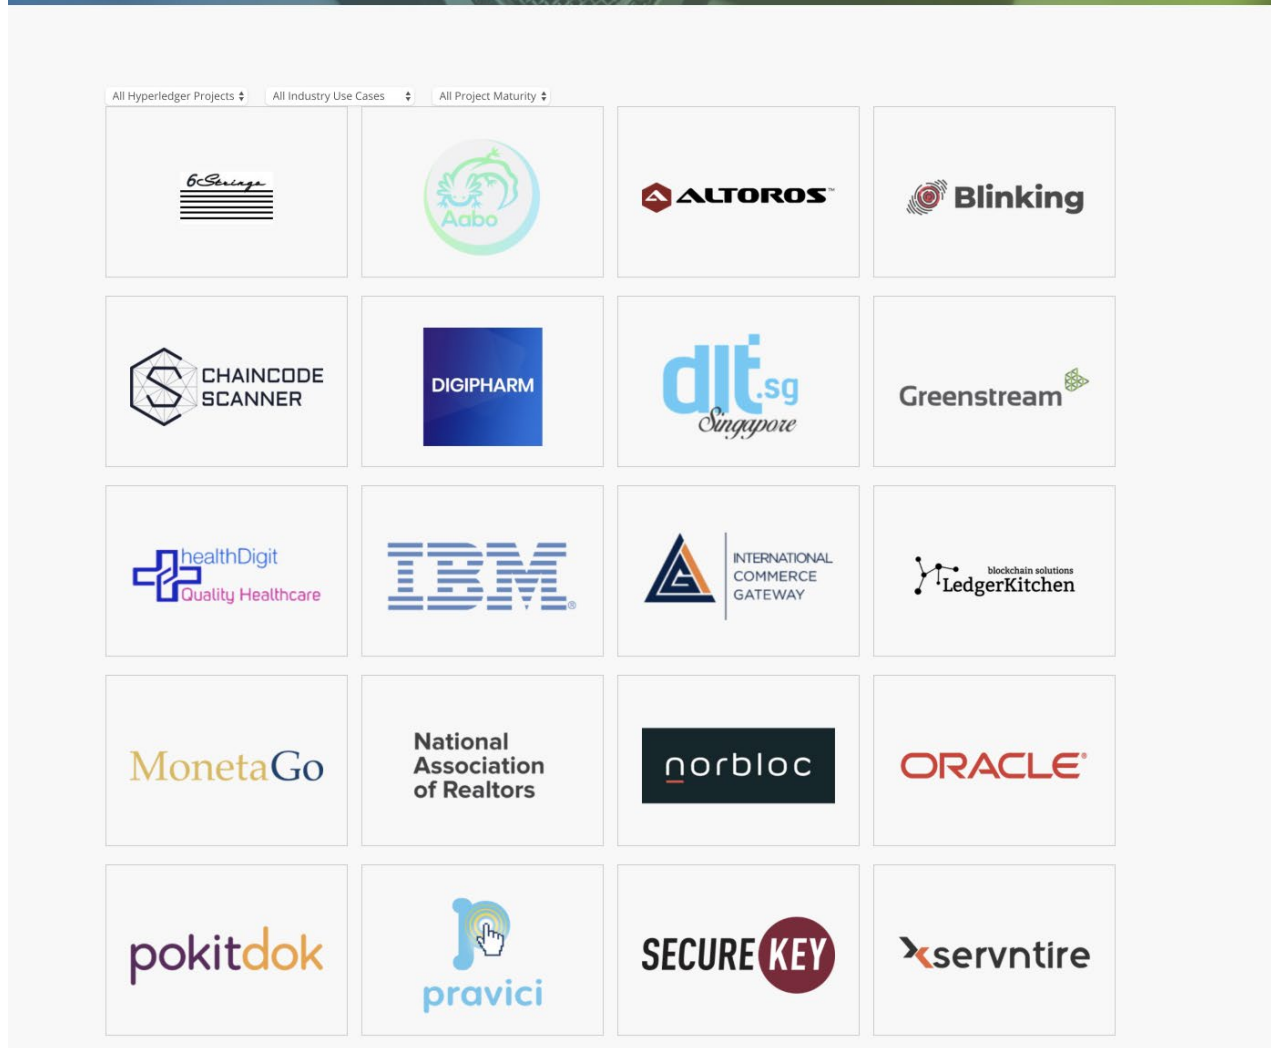 All Hyperledger Projects
All Industry Use Cases
All Project Maturity
6Strings
Aabo
ALTOROS™
Blinking
CHAINCODE
SCANNER
DIGIPHARM
dlt.sg
Singapore
Greenstream
healthDigit
Quality Healthcare
IBM®
INTERNATIONAL
COMMERCE
GATEWAY
blockchain solutions
LedgerKitchen
MonetaGo
National
Association
of Realtors
norbloc
ORACLE®
pokitdok
pravici
SECURE KEY
servntire